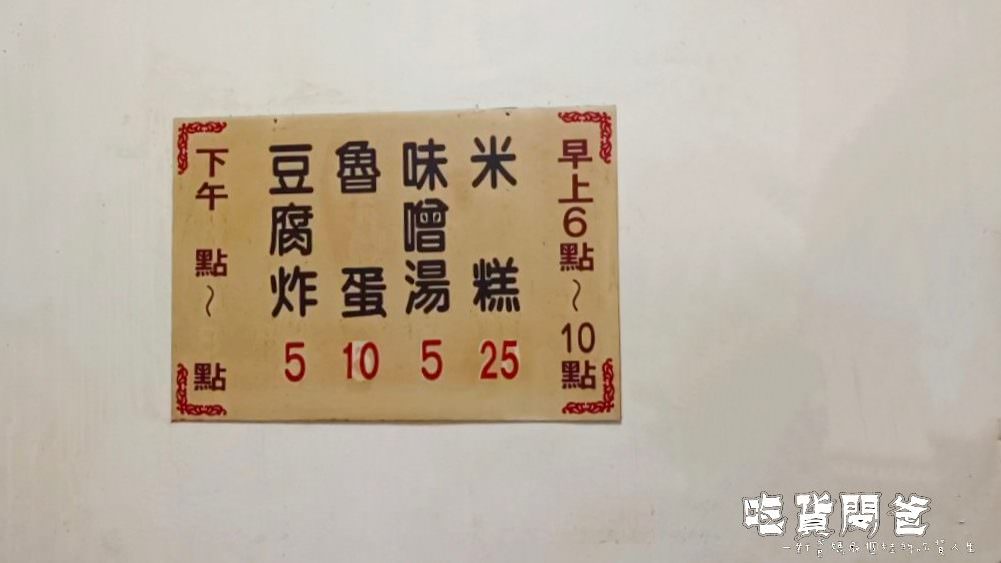 早上6點~10點
米糕 25
味噌湯 5
魯蛋 10
豆腐炸 5
下午 點~ 點
吃貨問爸